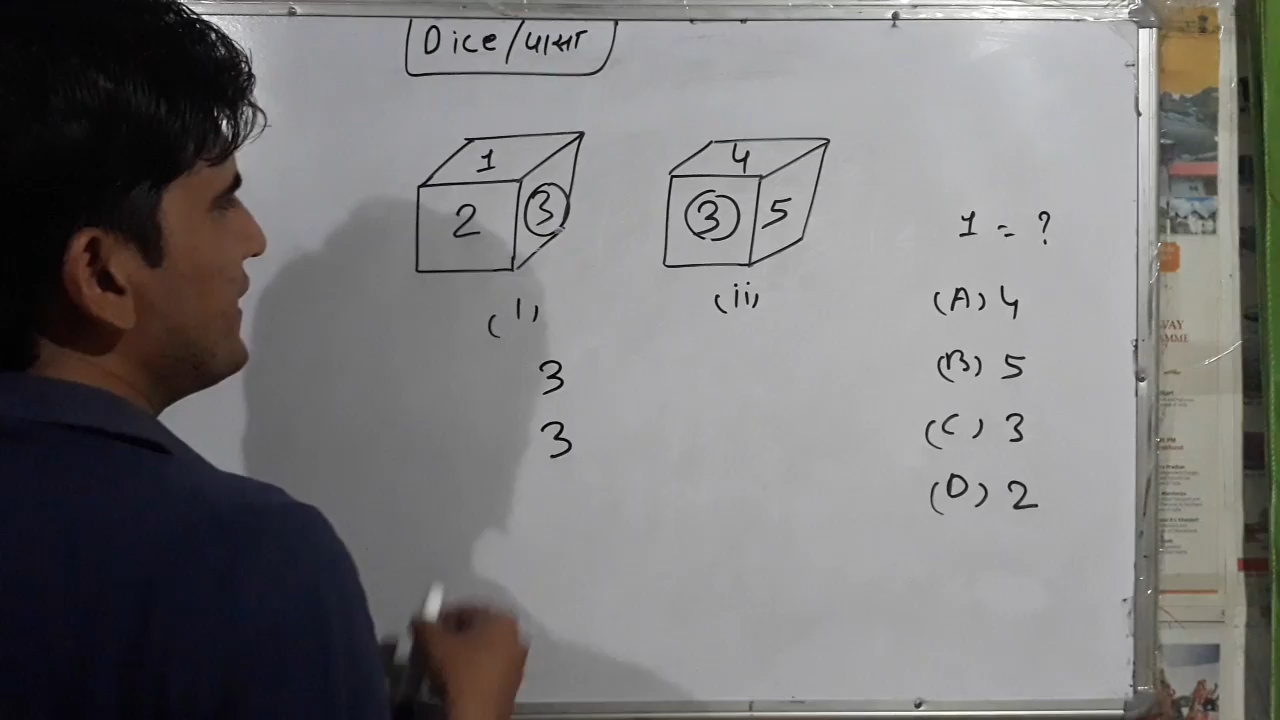 Dice/पासा
1
2 3
4
3 5
(i)
(ii)
3
3
1 = ?
(A) 4
(B) 5
(C) 3
(D) 2